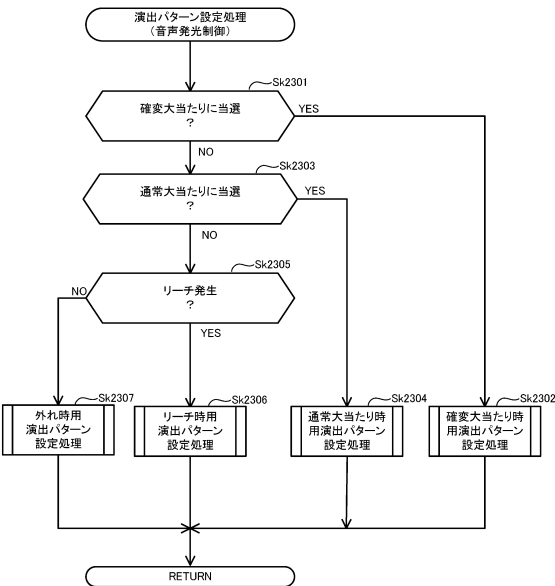 演出パターン設定処理
(音声発光制御)
Sk2301
確変大当たりに当選
?
YES
NO
Sk2303
通常大当たりに当選
?
YES
NO
Sk2305
リーチ発生
?
NO
YES
Sk2307
外れ時用
演出パターン
設定処理
Sk2306
リーチ時用
演出パターン
設定処理
Sk2304
通常大当たり時
用演出パターン
設定処理
Sk2302
確変大当たり時
用演出パターン
設定処理
RETURN